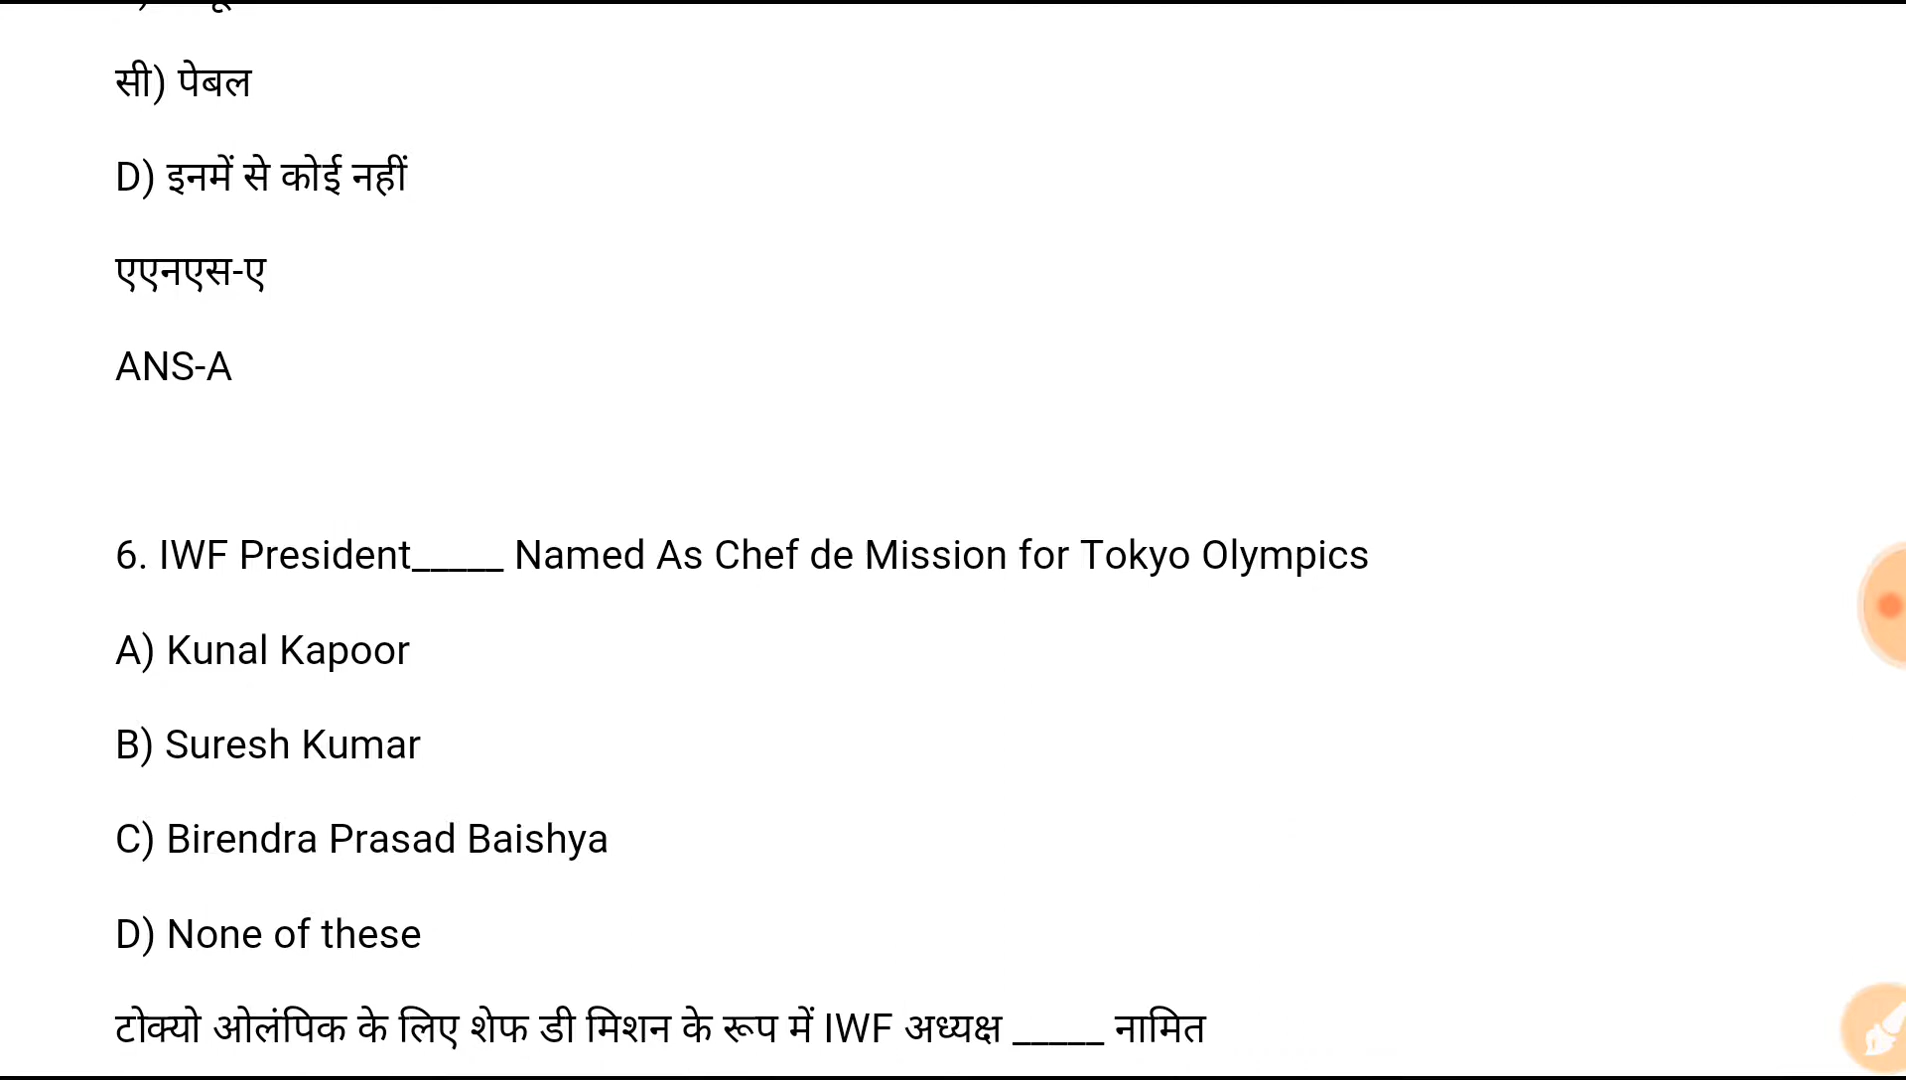 सी) पेबल
D) इनमें से कोई नहीं
एएनएस-ए
ANS-A
6. IWF President_____ Named As Chef de Mission for Tokyo Olympics
A) Kunal Kapoor
B) Suresh Kumar
C) Birendra Prasad Baishya
D) None of these
टोक्यो ओलंपिक के लिए शेफ डी मिशन के रूप में IWF अध्यक्ष _____ नामित